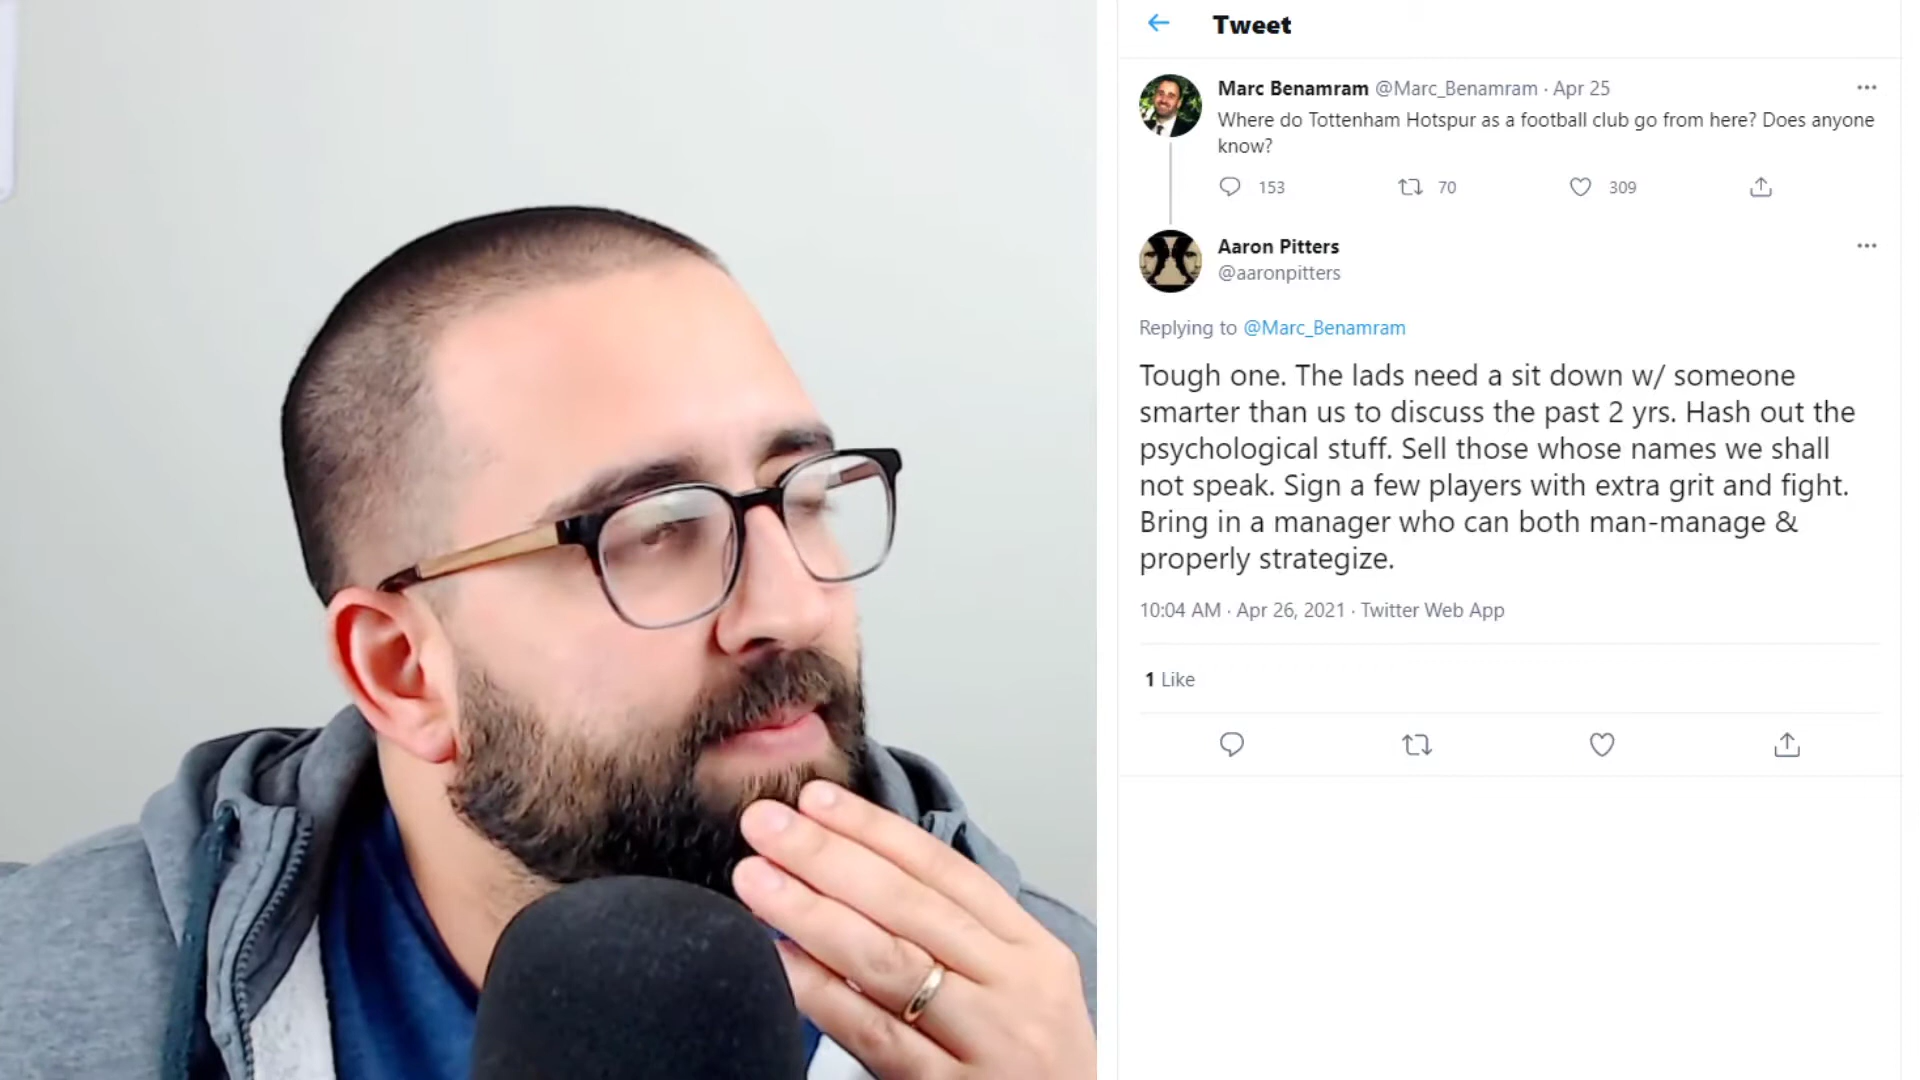 Tweet
Marc Benamram @Marc_Benamram · Apr 25
Where do Tottenham Hotspur as a football club go from here? Does anyone
know?
153 70 309
Aaron Pitters
@aaronpitters
Replying to @Marc_Benamram
Tough one. The lads need a sit down w/ someone
smarter than us to discuss the past 2 yrs. Hash out the
psychological stuff. Sell those whose names we shall
not speak. Sign a few players with extra grit and fight.
Bring in a manager who can both man-manage &
properly strategize.
10:04 AM · Apr 26, 2021 · Twitter Web App
1 Like